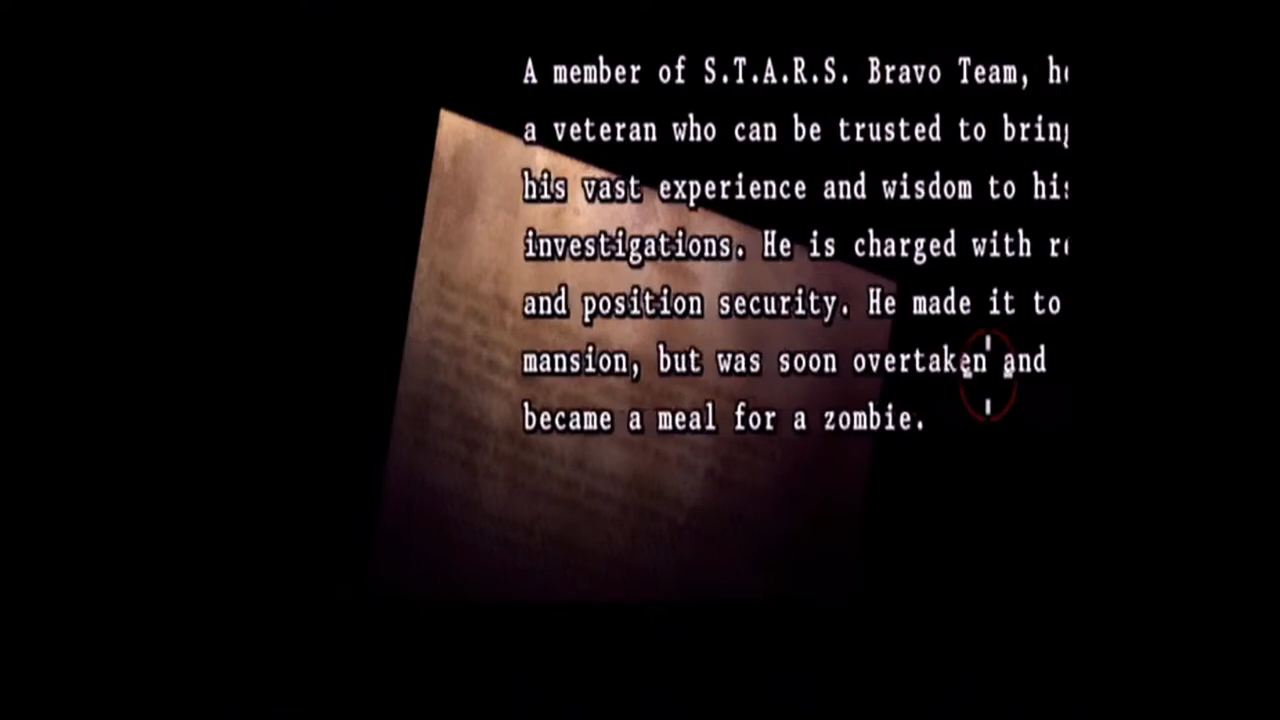 A member of S.T.A.R.S. Bravo Team,
a veteran who can be trusted to bring
his vast experience and wisdom to his
investigations. He is charged with
and position security. He made it to
mansion, but was soon overtaken and
became a meal for a zombie.